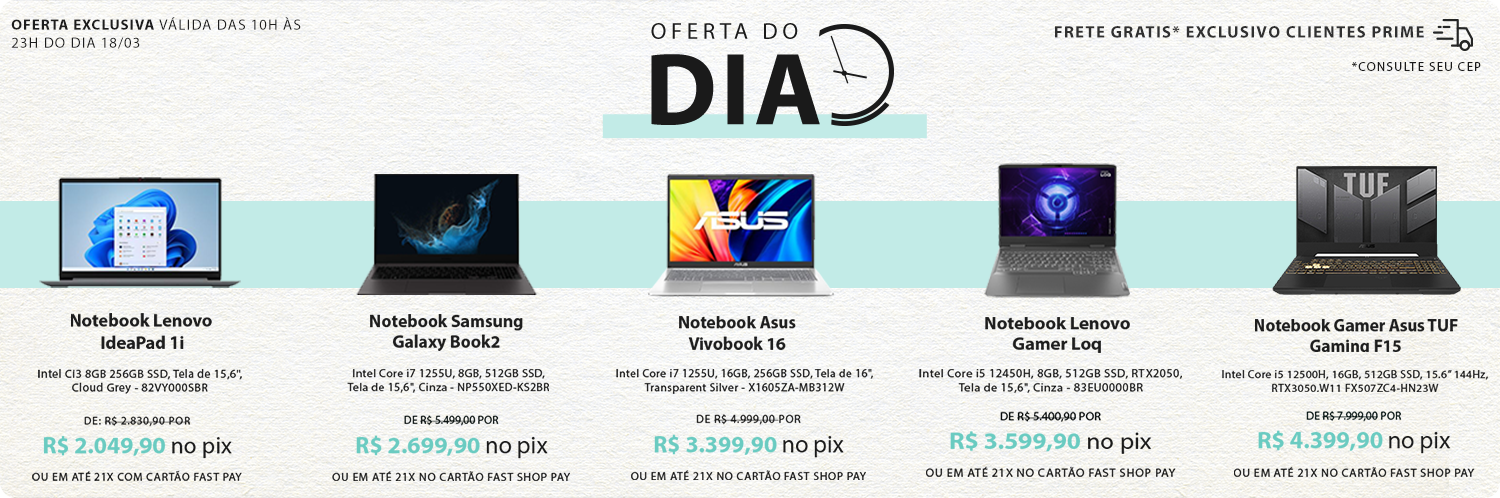 OFERTA EXCLUSIVA VÁLIDA DAS 10H ÀS
23H DO DIA 18/03
OFERTA DO
DIA
FRETE GRATIS* EXCLUSIVO CLIENTES PRIME
*CONSULTE SEU CEP
ASUS
LOQ
TUF
Notebook Lenovo
IdeaPad 1i
Intel CI3 8GB 256GB SSD, Tela de 15,6",
Cloud Grey - 82VY000SBR
DE: R$ 2.830,90 POR
R$ 2.049,90 no pix
OU EM ATÉ 21X COM CARTÃO FAST PAY
Notebook Samsung
Galaxy Book2
Intel Core i7 1255U, 8GB, 512GB SSD,
Tela de 15,6", Cinza - NP550XED-KS2BR
DE R$ 5.499,00 POR
R$ 2.699,90 no pix
OU EM ATÉ 21X NO CARTÃO FAST SHOP PAY
Notebook Asus
Vivobook 16
Intel Core i7 1255U, 16GB, 256GB SSD, Tela de 16",
Transparent Silver - X1605ZA-MB312W
DE R$ 4.999,00 POR
R$ 3.399,90 no pix
OU EM ATÉ 21X NO CARTÃO FAST SHOP PAY
Notebook Lenovo
Gamer Loq
Intel Core i5 12450H, 8GB, 512GB SSD, RTX2050,
Tela de 15,6", Cinza - 83EU0000BR
DE R$ 5.400,90 POR
R$ 3.599,90 no pix
OU EM ATÉ 21X NO CARTÃO FAST SHOP PAY
Notebook Gamer Asus TUF
Gaming F15
Intel Core i5 12500H, 16GB, 512GB SSD, 15.6” 144Hz,
RTX3050.W11 FX507ZC4-HN23W
DE R$ 7.999,00 POR
R$ 4.399,90 no pix
OU EM ATÉ 21X NO CARTÃO FAST SHOP PAY